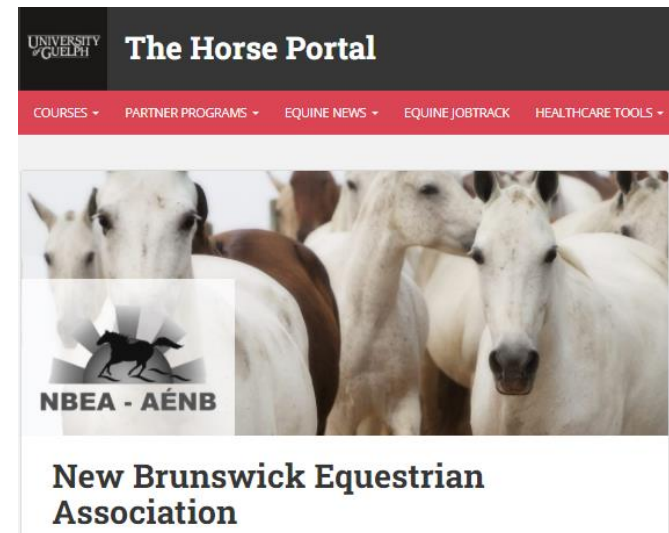 UNIVERSITY
of GUELPH
The Horse Portal
COURSES PARTNER PROGRAMS EQUINE NEWS EQUINE JOBTRACK HEALTHCARE TOOLS
NBEA - AÉNB
New Brunswick Equestrian
Association